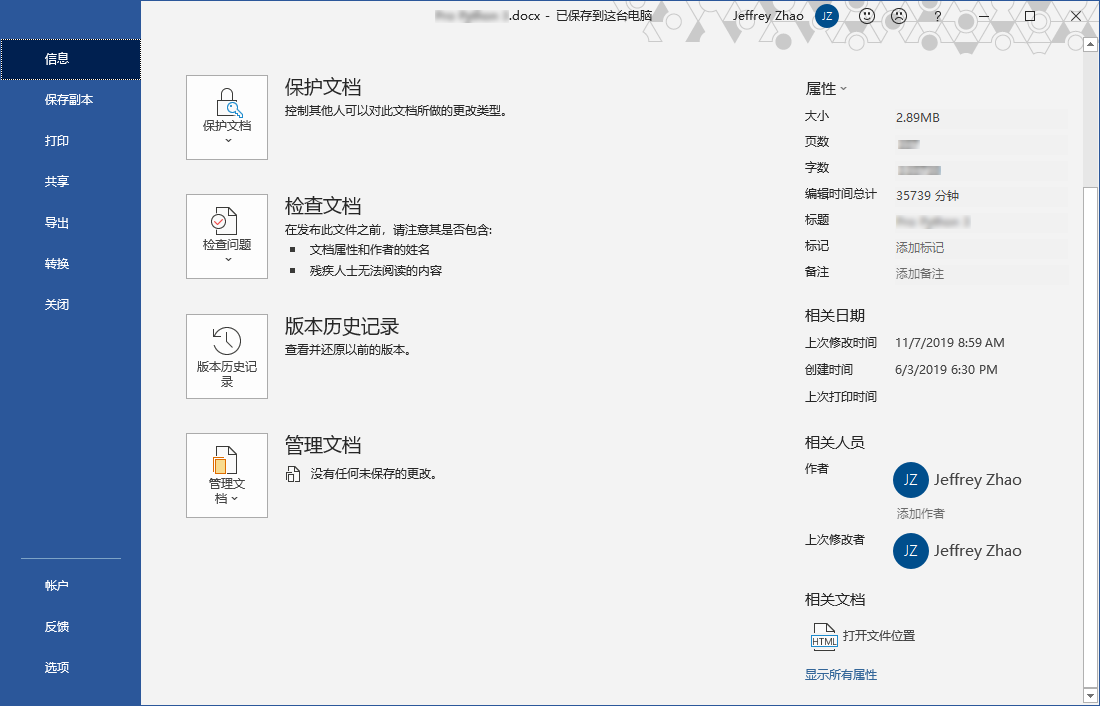 .docx - 已保存到这台电脑
Jeffrey Zhao
JZ
?
信息
保存副本
打印
共享
导出
转换
关闭
帐户
反馈
选项
保护文档
保护文档
控制其他人可以对此文档所做的更改类型。
检查问题
检查文档
在发布此文件之前，请注意其是否包含:
文档属性和作者的姓名
残疾人士无法阅读的内容
版本历史记
录
版本历史记录
查看并还原以前的版本。
管理文
档
管理文档
没有任何未保存的更改。
属性
大小 2.89MB
页数
字数
编辑时间总计 35739 分钟
标题
标记 添加标记
备注 添加备注
相关日期
上次修改时间 11/7/2019 8:59 AM
创建时间 6/3/2019 6:30 PM
上次打印时间
相关人员
作者
JZ Jeffrey Zhao
添加作者
上次修改者
JZ Jeffrey Zhao
相关文档
HTML 打开文件位置
显示所有属性